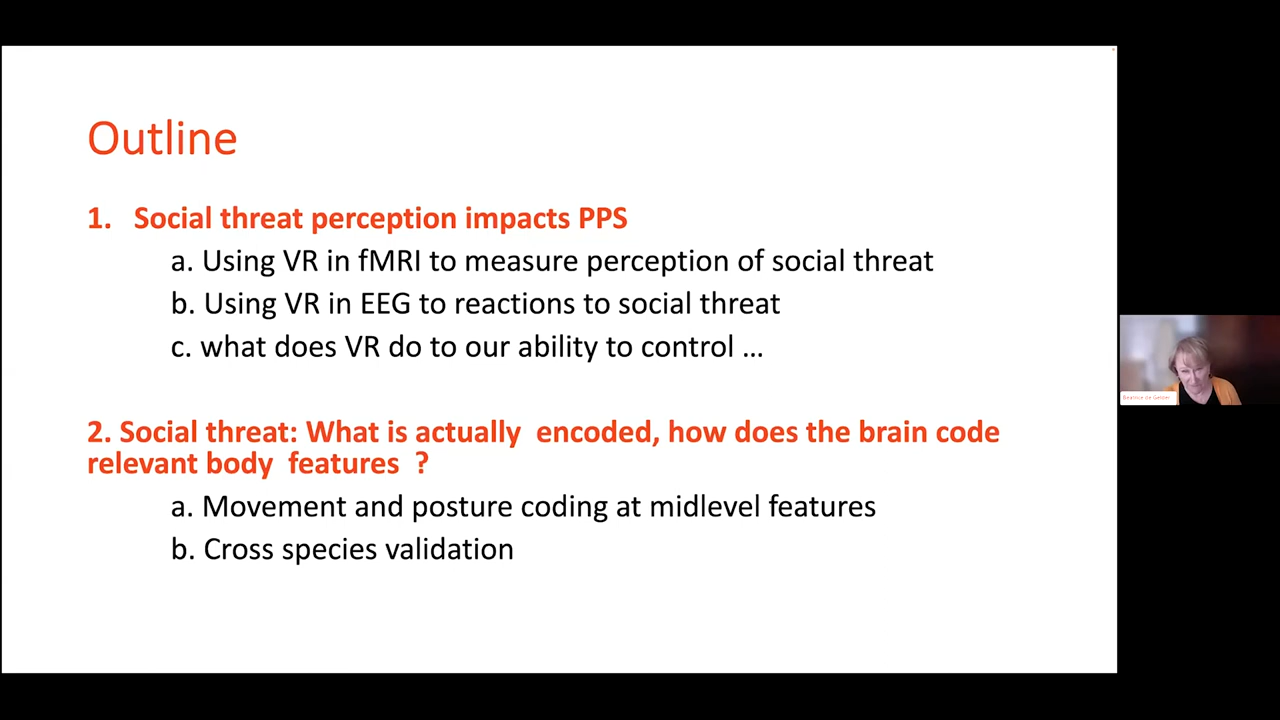 Outline
1. Social threat perception impacts PPS
a. Using VR in fMRI to measure perception of social threat
b. Using VR in EEG to reactions to social threat
c. what does VR do to our ability to control ...
2. Social threat: What is actually encoded, how does the brain code
relevant body features ?
a. Movement and posture coding at midlevel features
b. Cross species validation
Beatrice de Gelder